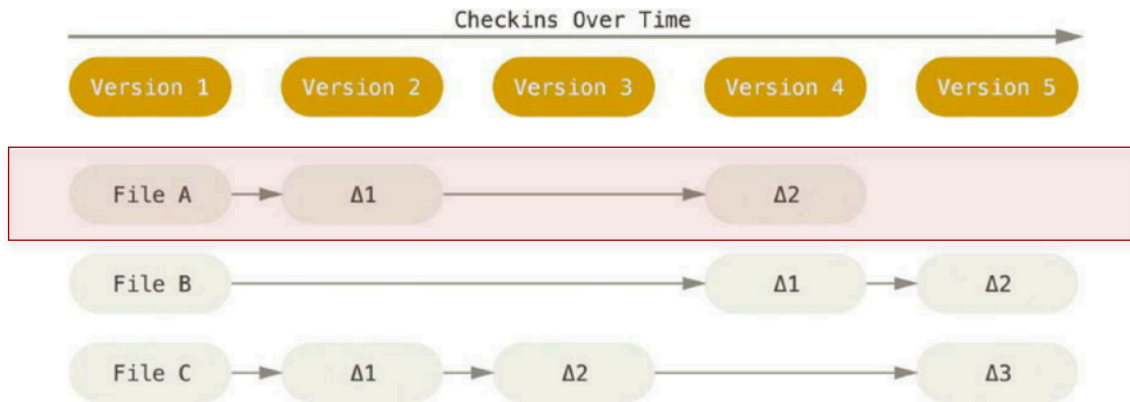 Checkins Over Time
Version 1 Version 2 Version 3 Version 4 Version 5
File A Δ1 Δ2
File B Δ1 Δ2
File C Δ1 Δ2 Δ3